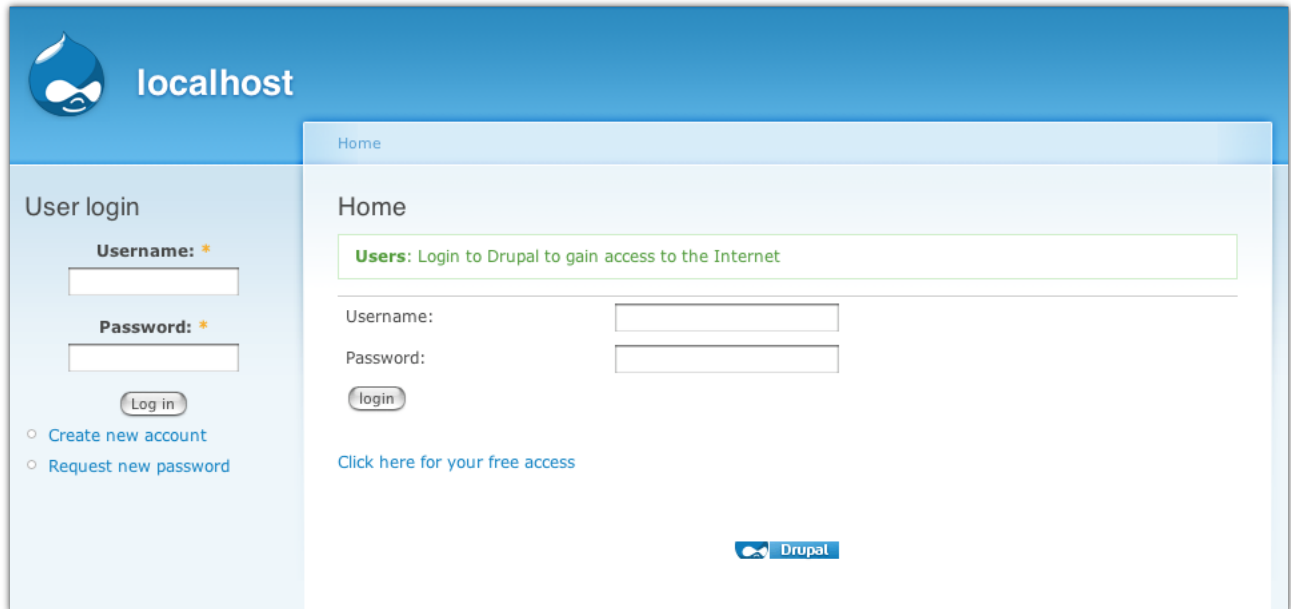 localhost
Home
User login
Username: *
Password: *
Log in
Create new account
Request new password
Home
Users: Login to Drupal to gain access to the Internet
Username:
Password:
login
Click here for your free access
Drupal